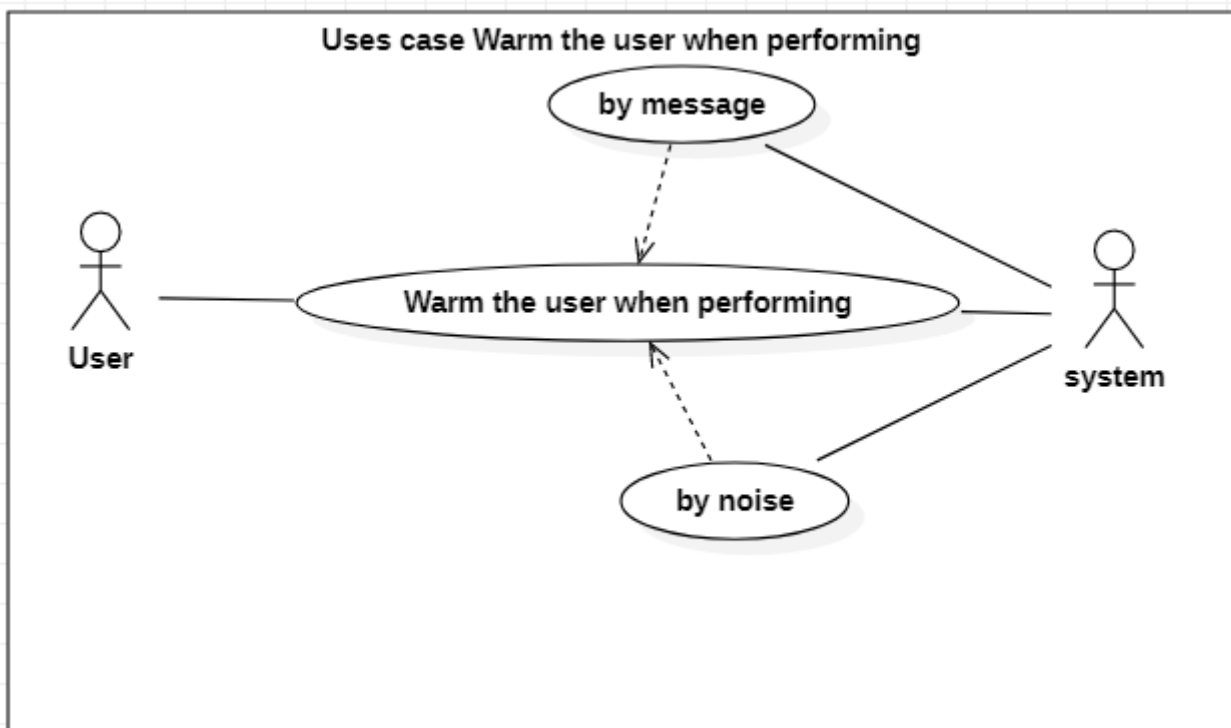 Uses case Warm the user when performing
by message
Warm the user when performing
User
system
by noise